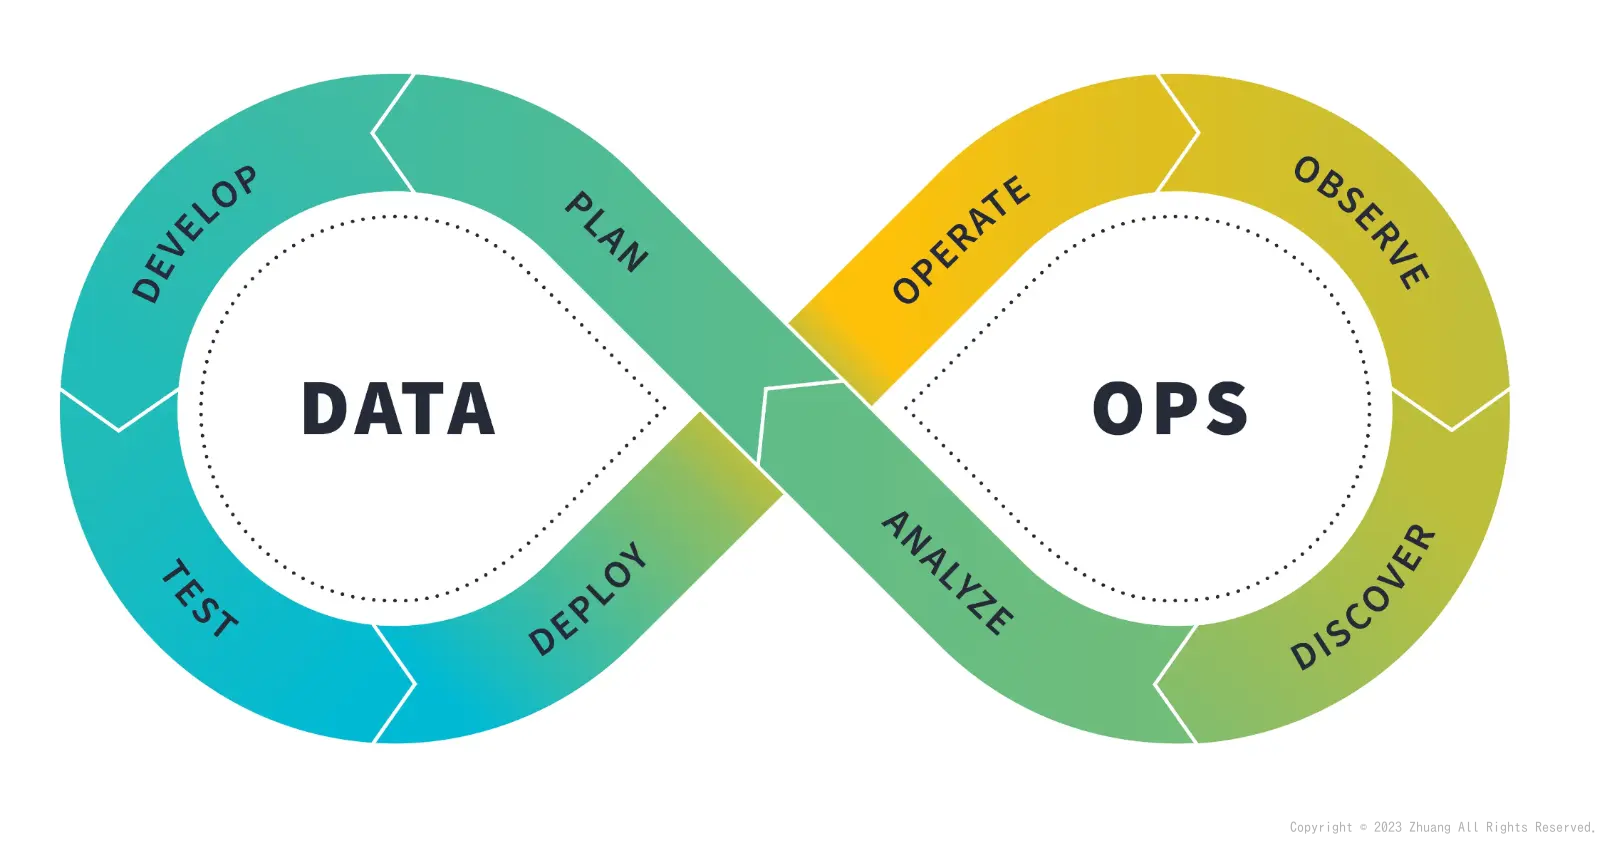 DATA
PLAN
DEVELOP
TEST
DEPLOY
OPS
OPERATE
OBSERVE
DISCOVER
ANALYZE
Copyright © 2023 Zhuang All Rights Reserved.